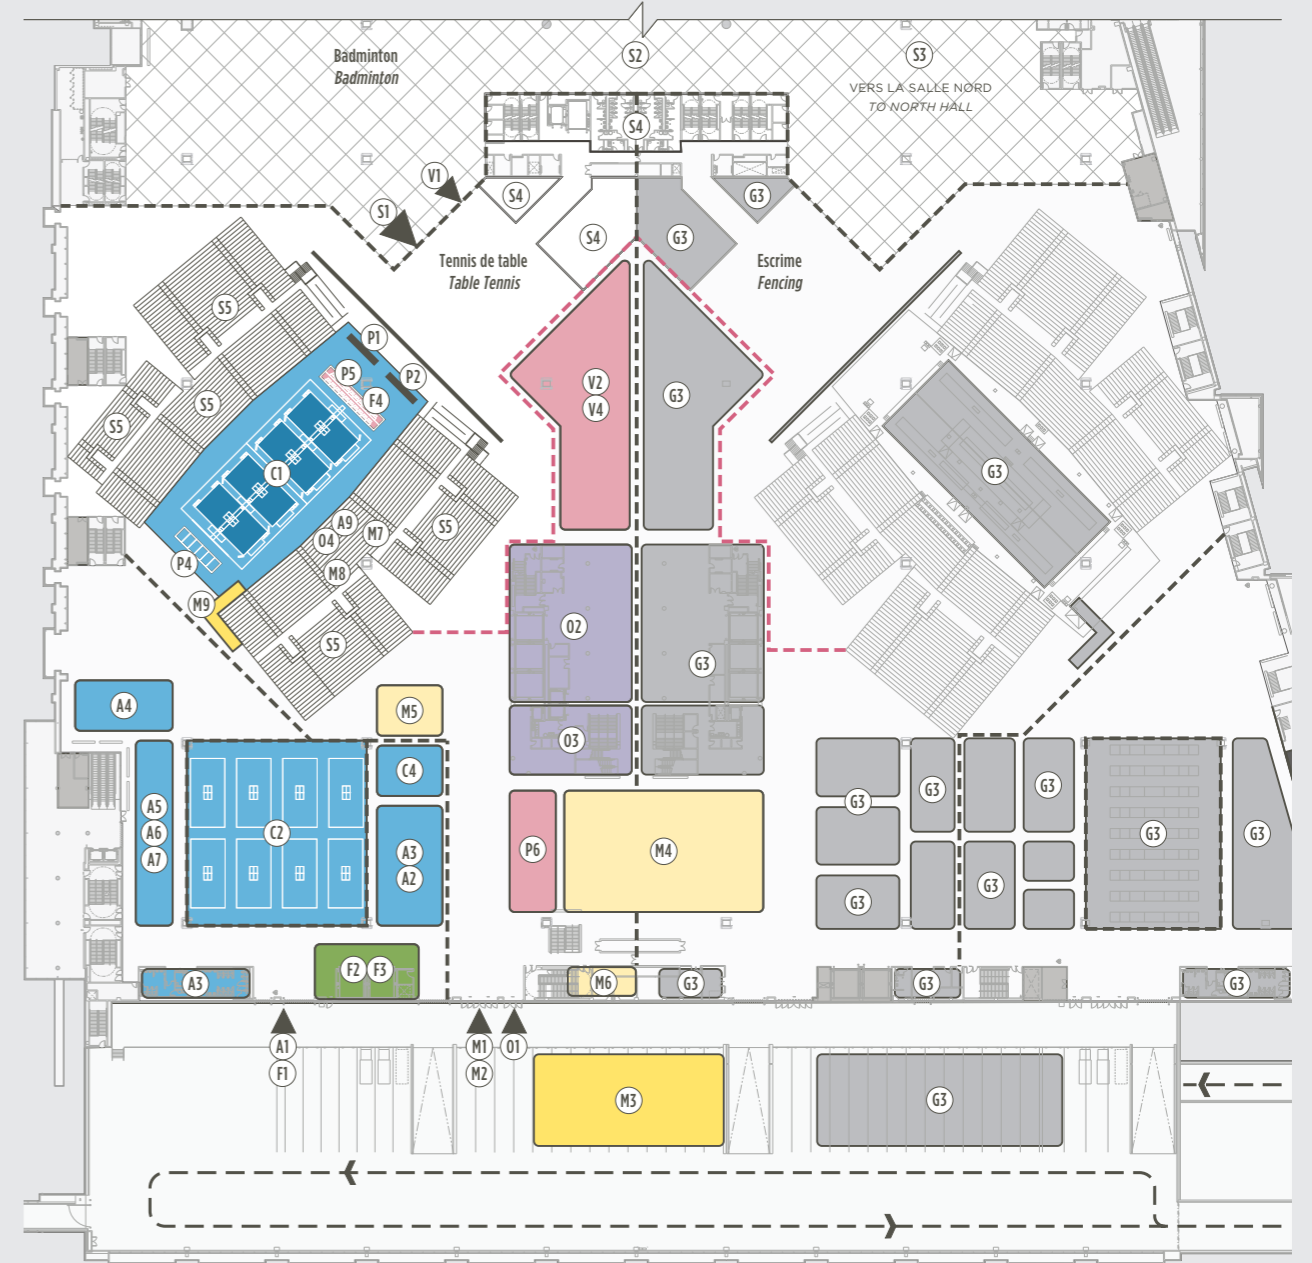 Badminton
Badminton
S2
S3
VERS LA SALLE NORD
TO NORTH HALL
S4
V1
S1
S4
G3
S4
G3
Tennis de table
Table Tennis
Escrime
Fencing
S5
P1
P5
P2
F4
S5
S5
V2
V4
G3
C1
G3
A9
O4
M7
S5
P4
M8
M9
S5
O2
G3
A4
M5
O3
C4
A5
A6
A7
C2
A3
A2
P6
M4
G3
G3
G3
G3
G3
G3
G3
F2
F3
A3
M6
G3
G3
G3
A1
F1
M1
M2
O1
M3
G3